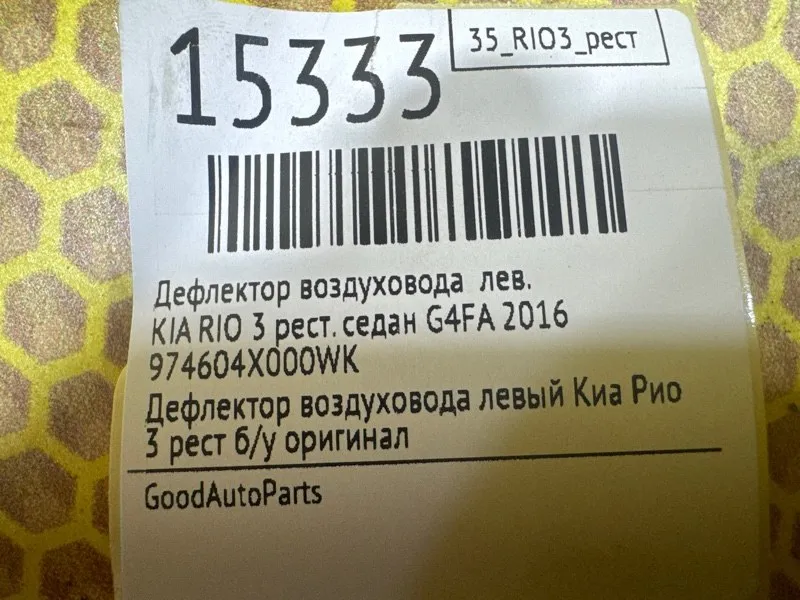 15333
35_RIO3_рест
Дефлектор воздуховода лев.
KIA RIO 3 рест. седан G4FA 2016
974604X000WK
Дефлектор воздуховода левый Киа Рио
3 рест б/у оригинал
GoodAutoParts